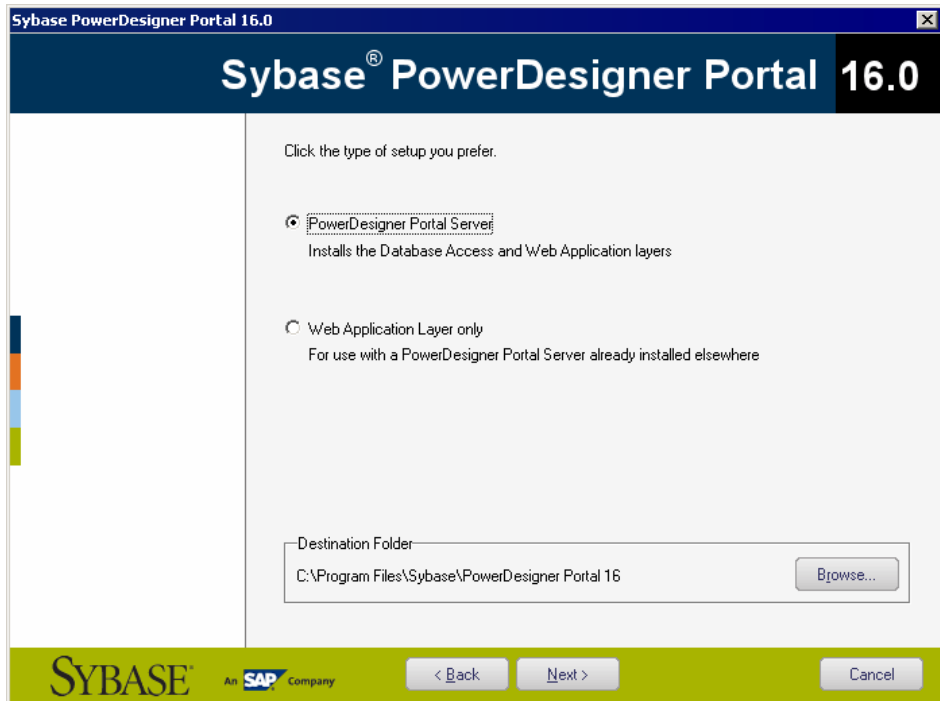 Sybase PowerDesigner Portal 16.0
Sybase® PowerDesigner Portal 16.0
Click the type of setup you prefer.
PowerDesigner Portal Server
Installs the Database Access and Web Application layers
Web Application Layer only
For use with a PowerDesigner Portal Server already installed elsewhere
Destination Folder
C:\Program Files\Sybase\PowerDesigner Portal 16
Browse...
SYBASE® An SAP Company
< Back
Next >
Cancel